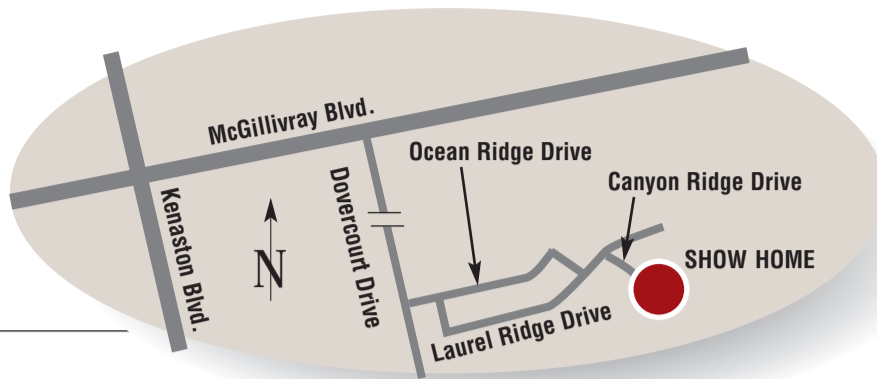 McGillivray Blvd.
Ocean Ridge Drive
Canyon Ridge Drive
Kenaston Blvd.
N
Dovercourt Drive
SHOW HOME
Laurel Ridge Drive